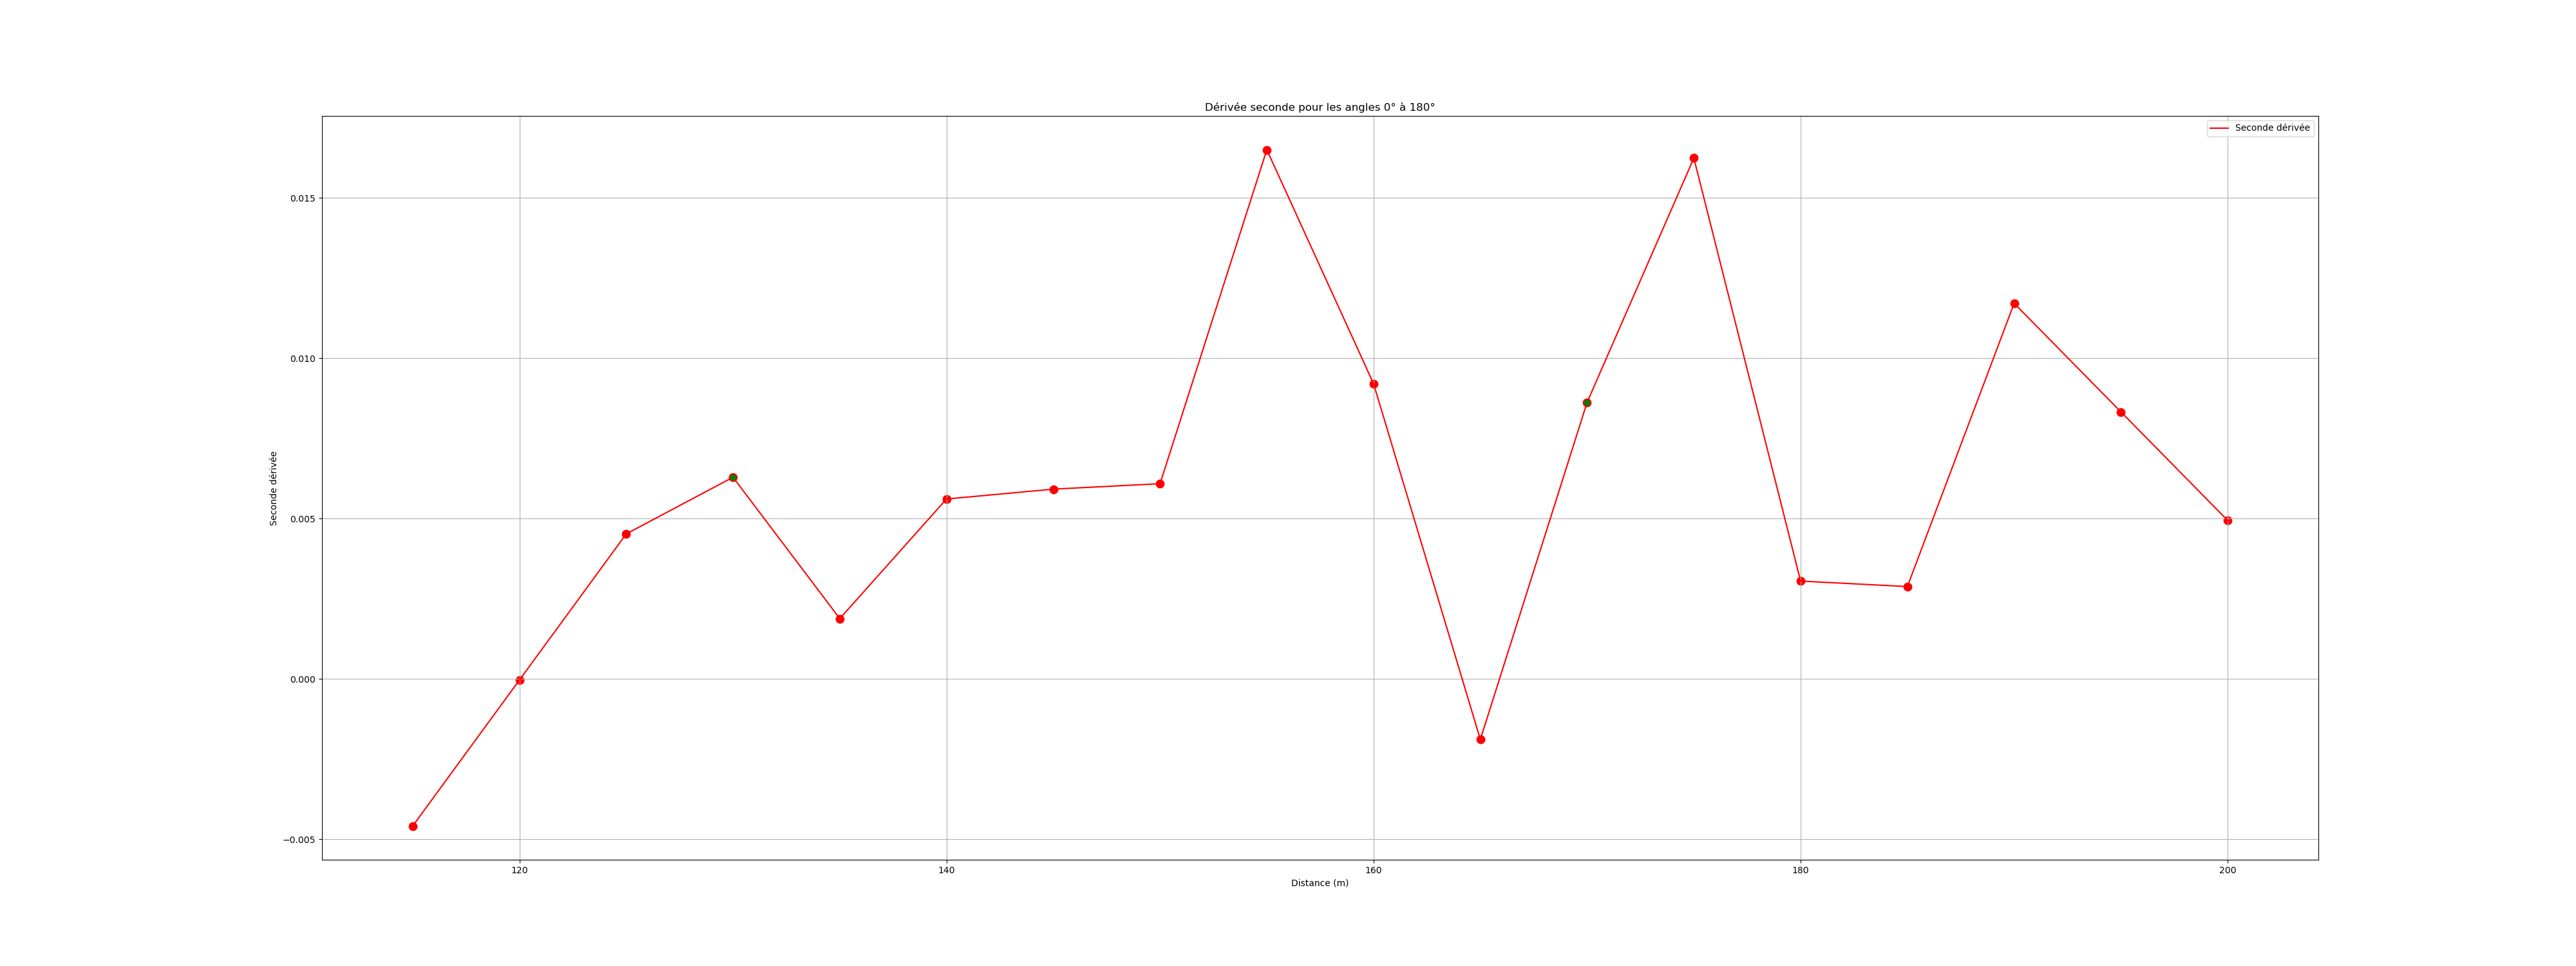 Dérivée seconde pour les angles 0° à 180°
Seconde dérivée
0.015
0.010
0.005
0.000
−0.005
Seconde dérivée
120
140
160
180
200
Distance (m)